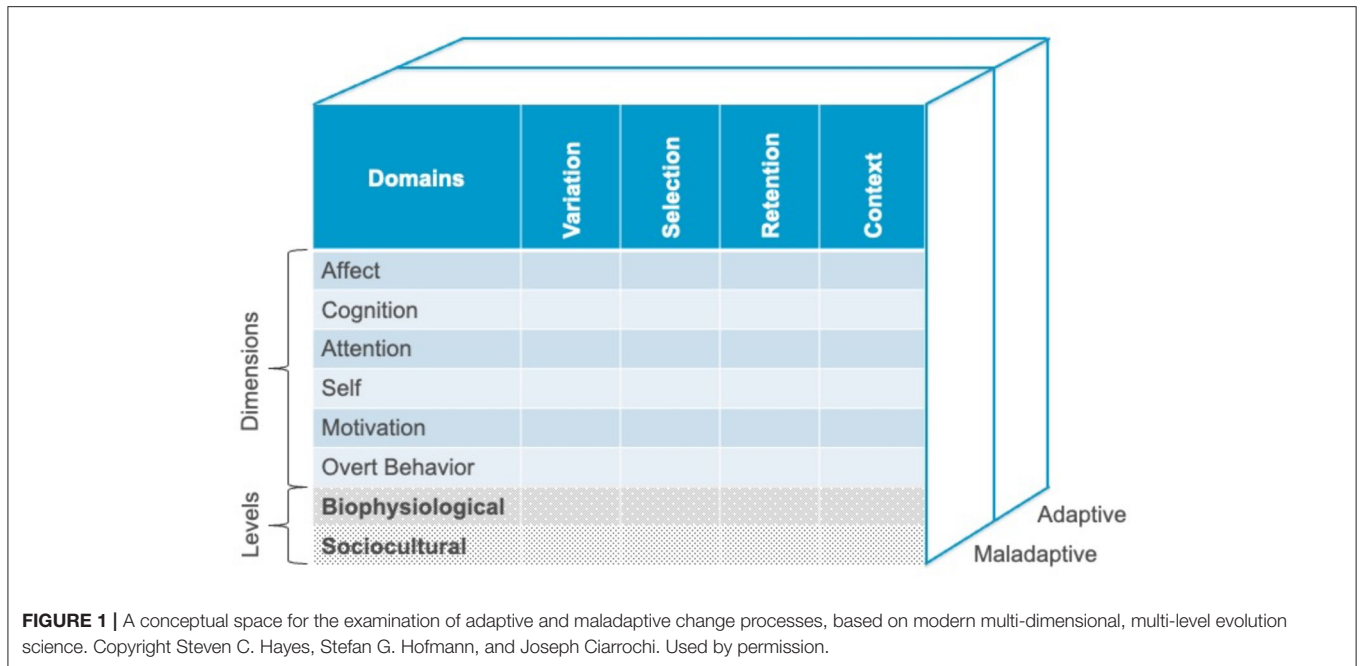 Domains
Variation
Selection
Retention
Context
Dimensions
Affect
Cognition
Attention
Self
Motivation
Overt Behavior
Levels
Biophysiological
Sociocultural
Adaptive
Maladaptive
FIGURE 1 | A conceptual space for the examination of adaptive and maladaptive change processes, based on modern multi-dimensional, multi-level evolution
science. Copyright Steven C. Hayes, Stefan G. Hofmann, and Joseph Ciarrochi. Used by permission.